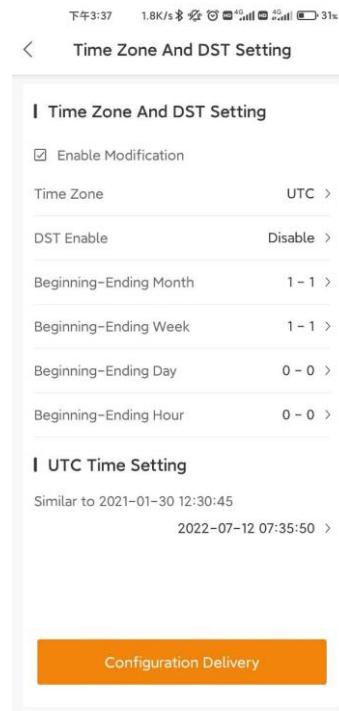 下午3:37 1.8K/s 4G HD 4G 31%
Time Zone And DST Setting
Time Zone And DST Setting
Enable Modification
Time Zone UTC >
DST Enable Disable >
Beginning-Ending Month 1 - 1 >
Beginning-Ending Week 1 - 1 >
Beginning-Ending Day 0 - 0 >
Beginning-Ending Hour 0 - 0 >
UTC Time Setting
Similar to 2021-01-30 12:30:45
2022-07-12 07:35:50 >
Configuration Delivery